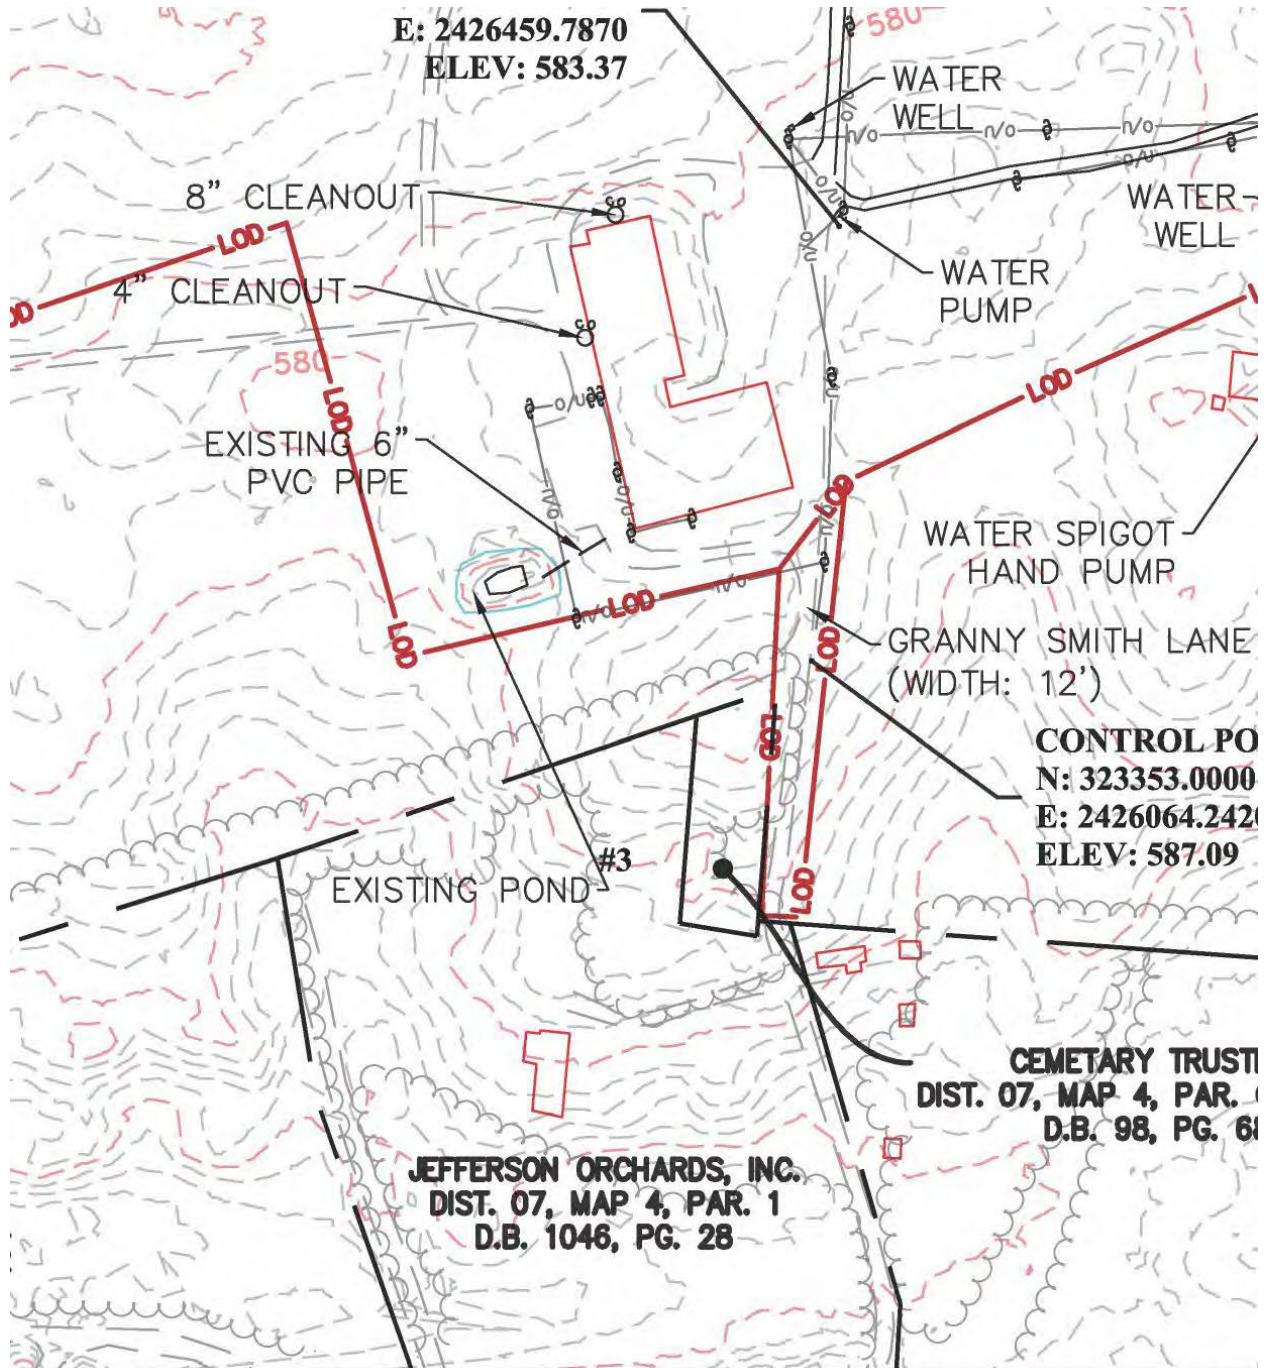 E: 2426459.7870
ELEV: 583.37
580
WATER
WELL
o/u
o/u
o/u
o/u
8" CLEANOUT
LOD
WATER
WELL
o/u
o/u
WATER
PUMP
4" CLEANOUT
LOD
580
LOD
LOD
o/u
o/u
EXISTING 6"
PVC PIPE
o/u
o/u
LOD
o/u
WATER SPIGOT
HAND PUMP
LOD
o/u
o/u
LOD
LOD
GRANNY SMITH LANE
(WIDTH: 12')
LOD
CONTROL PO
N: 323353.0000
E: 2426064.242
ELEV: 587.09
#3
EXISTING POND
LOD
CEMETARY TRUST
DIST. 07, MAP 4, PAR.
D.B. 98, PG. 68
JEFFERSON ORCHARDS, INC.
DIST. 07, MAP 4, PAR. 1
D.B. 1046, PG. 28